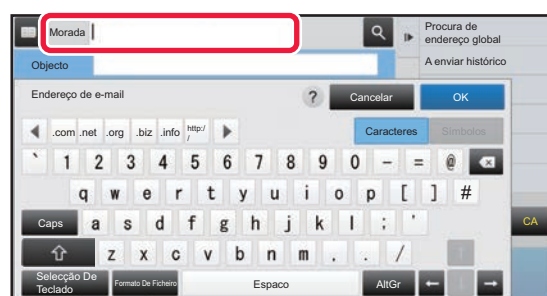 Morada
Procura de
endereço global
Objecto
A enviar histórico
Endereço de e-mail
? Cancelar OK
.com .net .org .biz .info http:/
/
Caracteres Símbolos
` 1 2 3 4 5 6 7 8 9 0 - = @
q w e r t y u i o p [ ] #
Caps a s d f g h j k l ; '
CA
z x c v b n m . . /
Selecção De
Teclado
Formato De Ficheiro
Espaco
AltGr